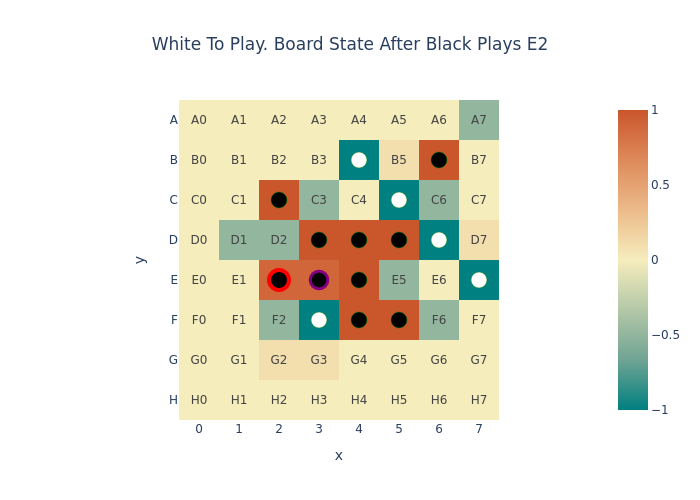 White To Play. Board State After Black Plays E2
A A0 A1 A2 A3 A4 A5 A6 A7
B B0 B1 B2 B3 B5 B7
C C0 C1 C3 C4 C6 C7
D D0 D1 D2 D7
E E0 E1 E5 E6
F F0 F1 F2 F6 F7
G G0 G1 G2 G3 G4 G5 G6 G7
H H0 H1 H2 H3 H4 H5 H6 H7
0 1 2 3 4 5 6 7
x
y
1
0.5
0
−0.5
−1